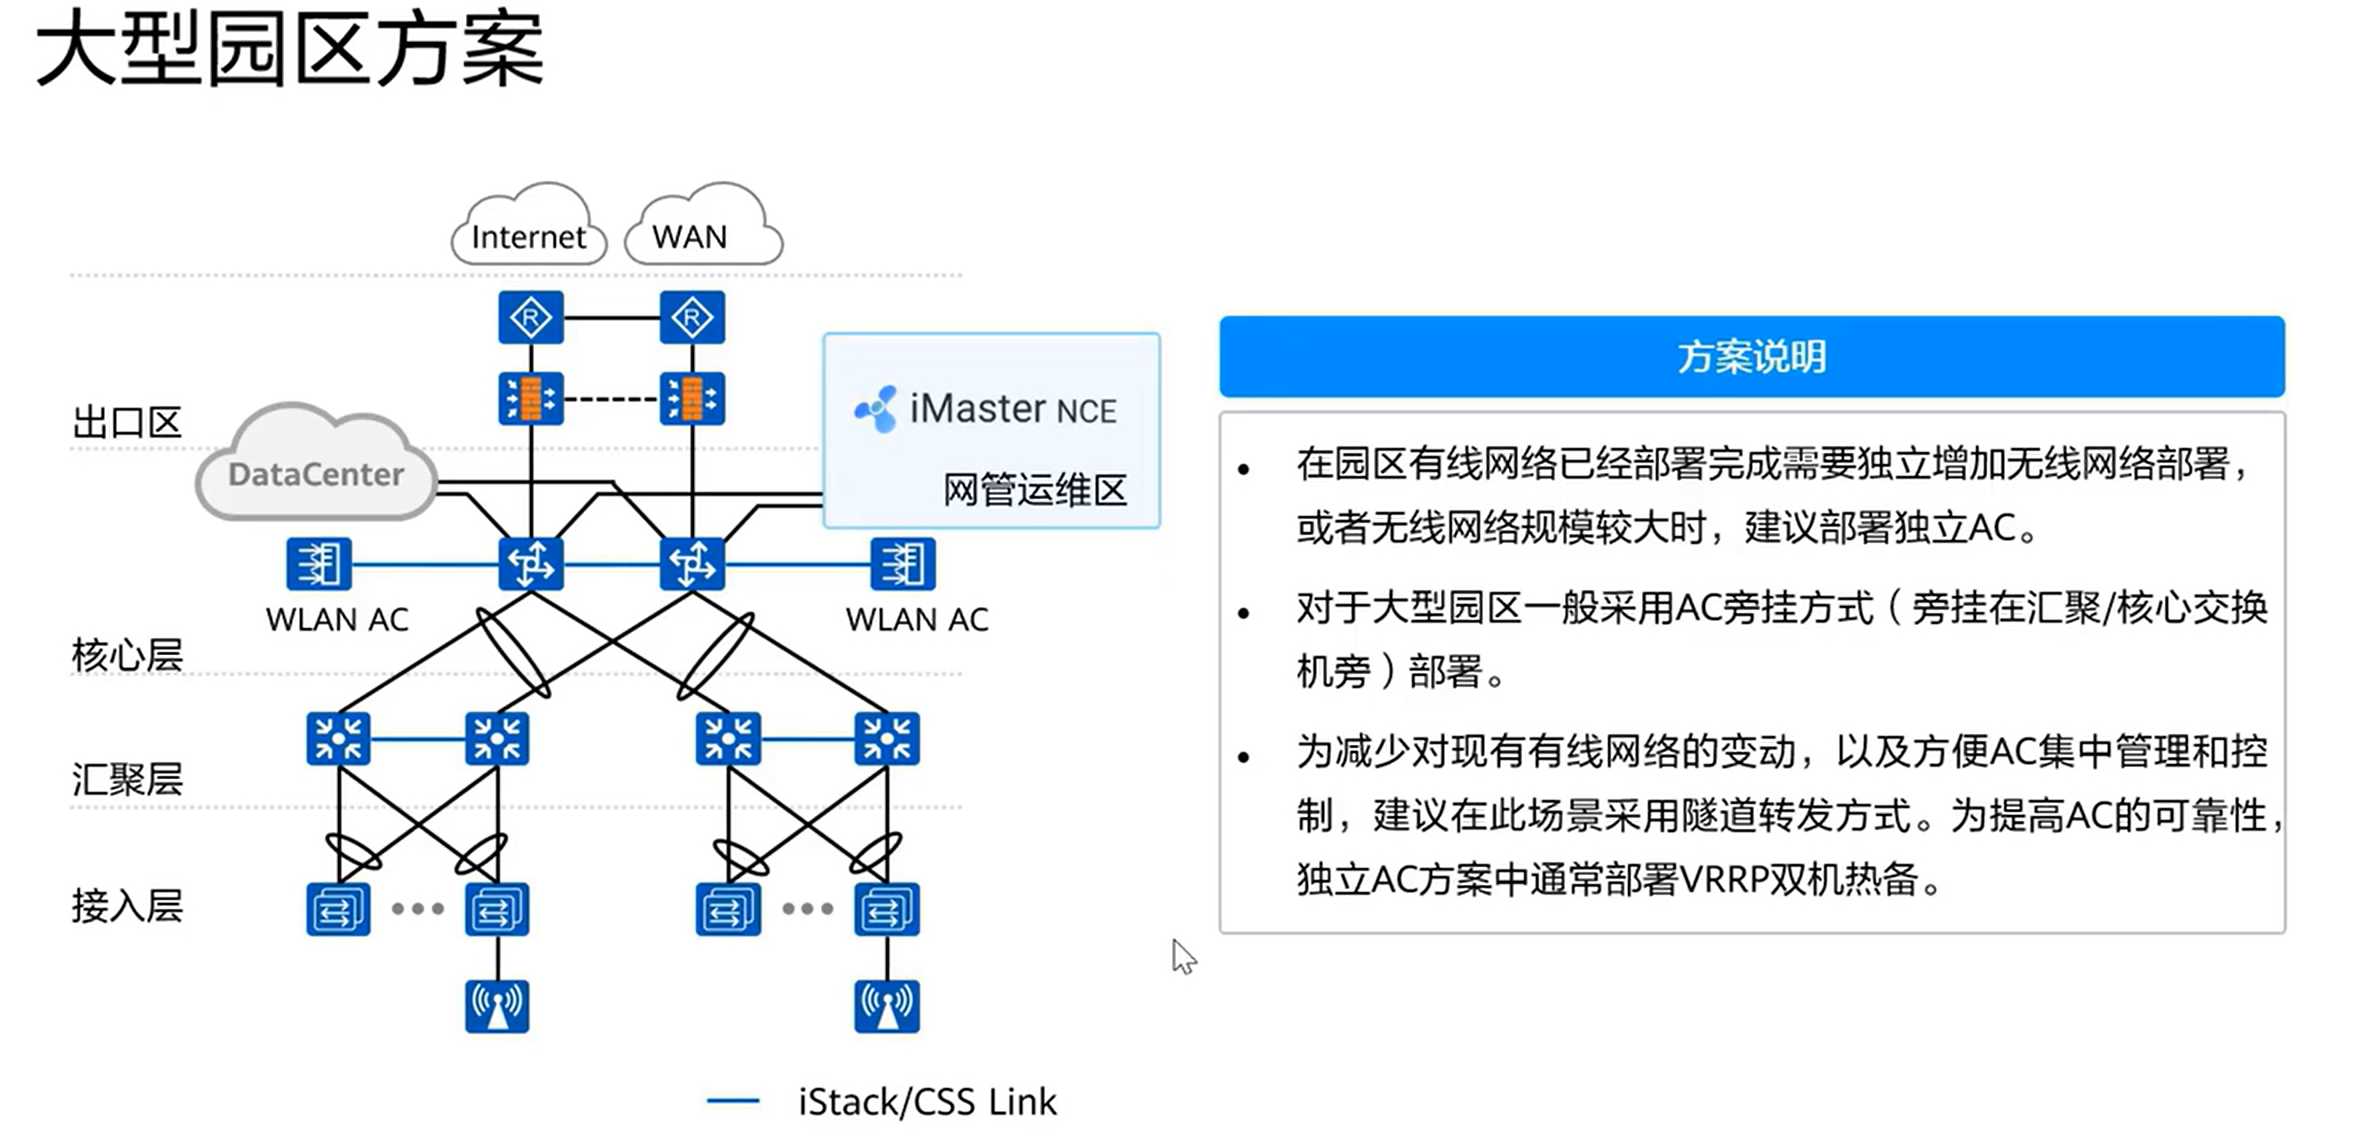 大型园区方案
Internet
WAN
出口区
DataCenter
iMaster NCE
网管运维区
WLAN AC
WLAN AC
核心层
汇聚层
接入层
iStack/CSS Link
方案说明
• 在园区有线网络已经部署完成需要独立增加无线网络部署，
或者无线网络规模较大时，建议部署独立AC。
• 对于大型园区一般采用AC旁挂方式（旁挂在汇聚/核心交换
机旁）部署。
• 为减少对现有有线网络的变动，以及方便AC集中管理和控
制，建议在此场景采用隧道转发方式。为提高AC的可靠性，
独立AC方案中通常部署VRRP双机热备。